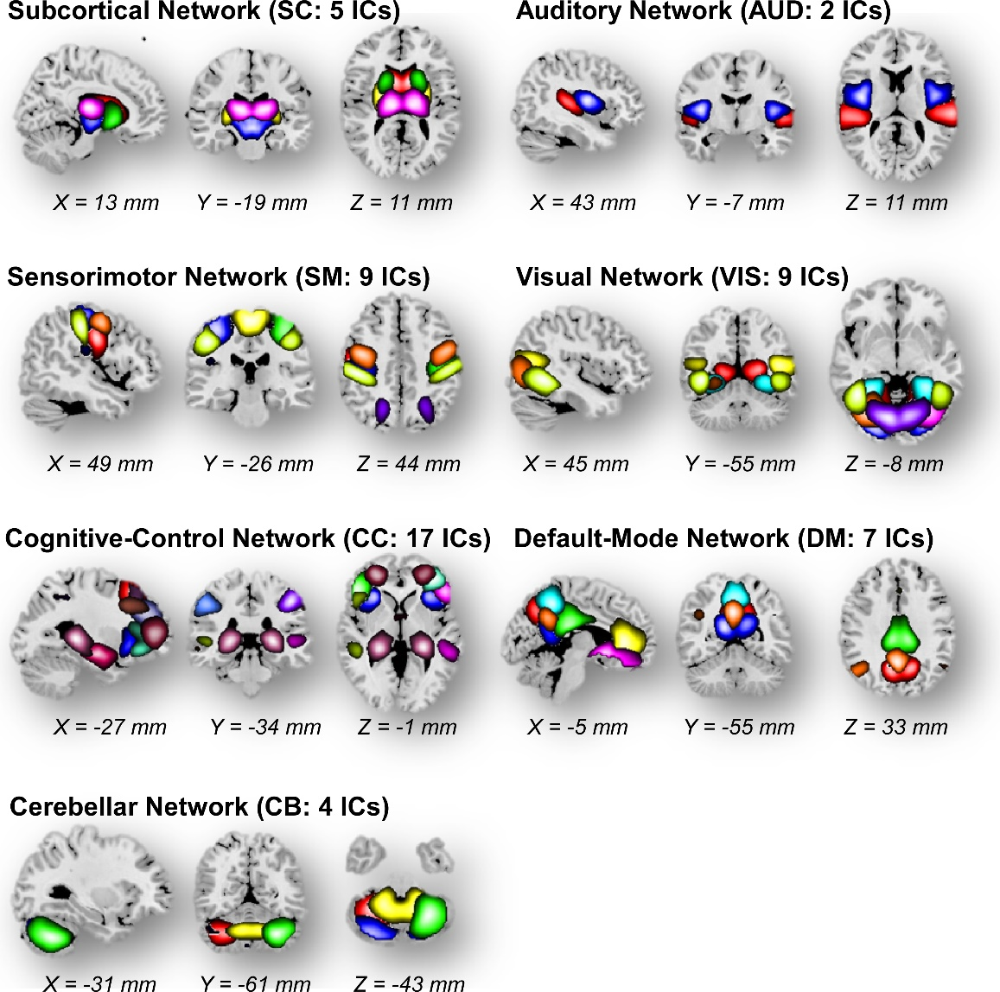 Subcortical Network (SC: 5 ICs)
Auditory Network (AUD: 2 ICs)
X = 13 mm
Y = -19 mm
Z = 11 mm
X = 43 mm
Y = -7 mm
Z = 11 mm
Sensorimotor Network (SM: 9 ICs)
Visual Network (VIS: 9 ICs)
X = 49 mm
Y = -26 mm
Z = 44 mm
X = 45 mm
Y = -55 mm
Z = -8 mm
Cognitive-Control Network (CC: 17 ICs)
Default-Mode Network (DM: 7 ICs)
X = -27 mm
Y = -34 mm
Z = -1 mm
X = -5 mm
Y = -55 mm
Z = 33 mm
Cerebellar Network (CB: 4 ICs)
X = -31 mm
Y = -61 mm
Z = -43 mm